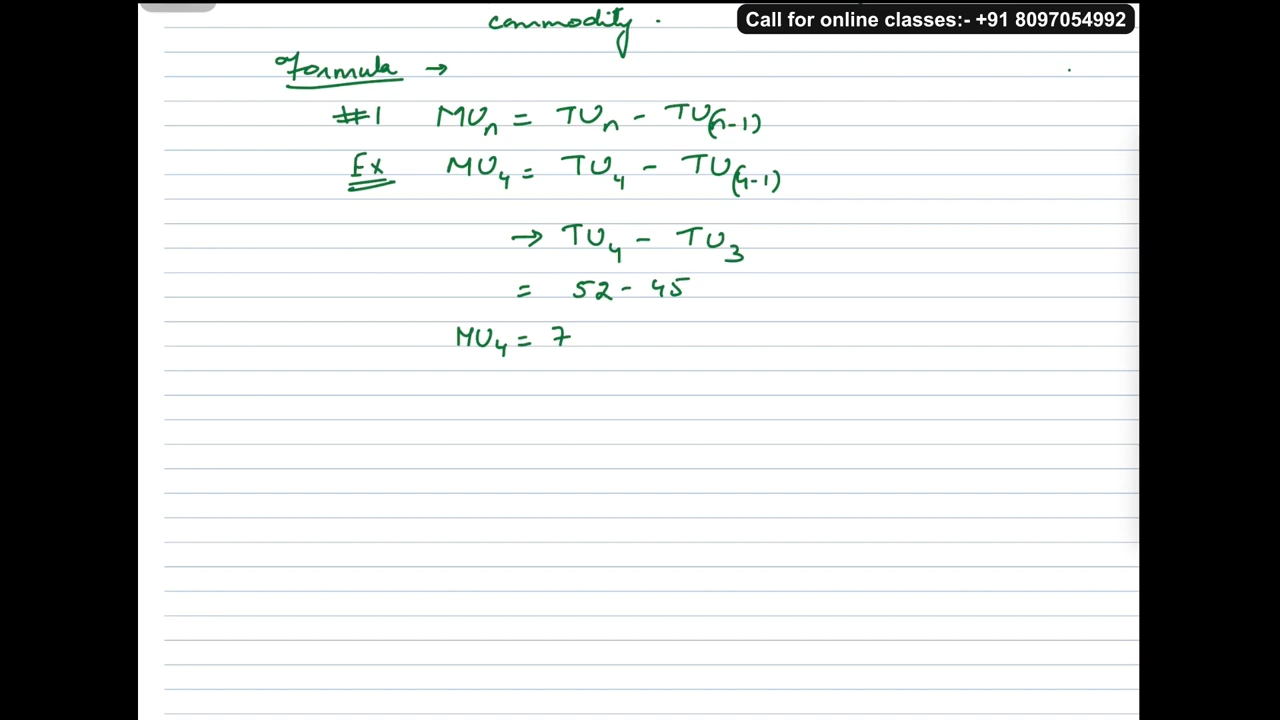 commodity.
Call for online classes:- +91 8097054992
Formula →
#1 MUn = TUn - TU(n-1)
Ex MU4 = TU4 - TU(4-1)
→ TU4 - TU3
= 52 - 45
MU4 = 7